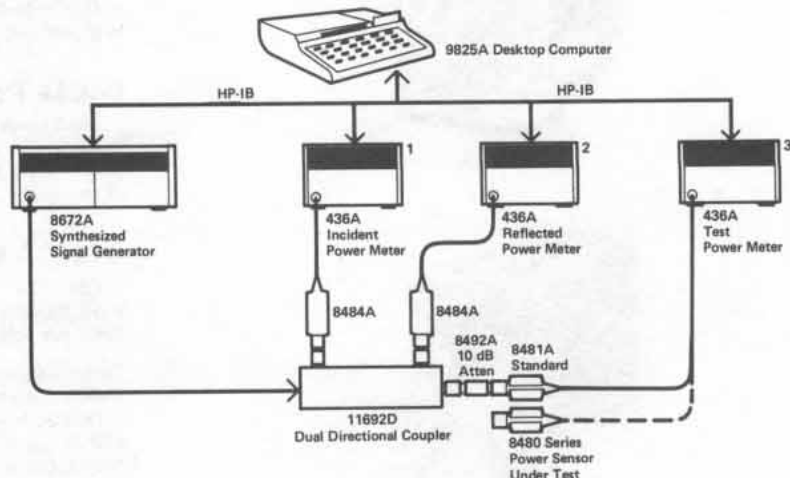 9825A Desktop Computer
HP-IB
HP-IB
1
2
3
8672A
Synthesized
Signal Generator
436A
Incident
Power Meter
436A
Reflected
Power Meter
436A
Test
Power Meter
8484A
8484A
8492A
10 dB
Atten
8481A
Standard
11692D
Dual Directional Coupler
8480 Series
Power Sensor
Under Test